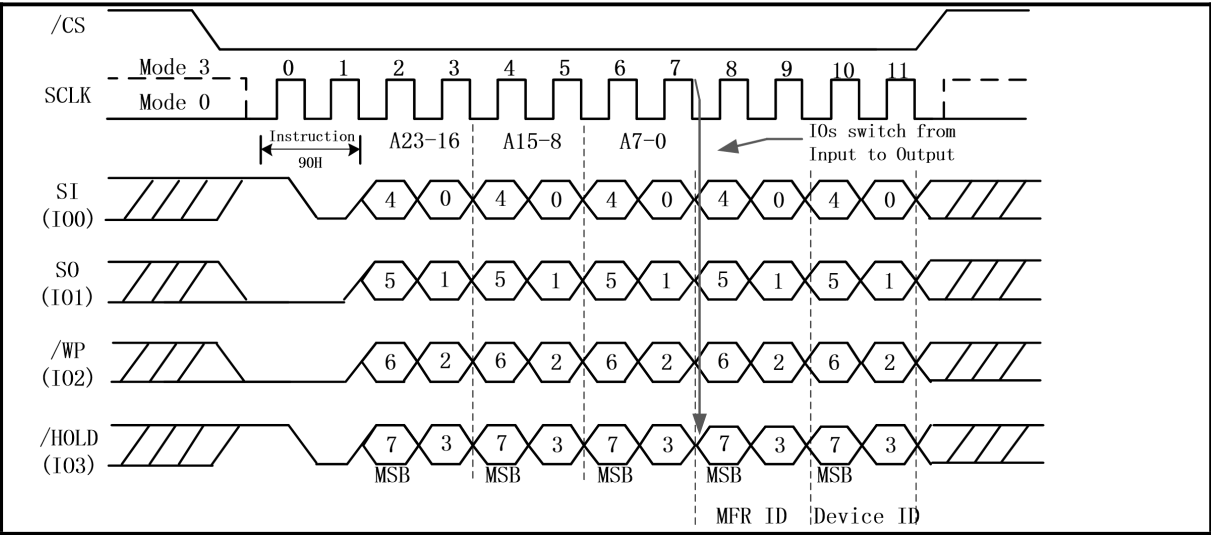 /CS
Mode 3 0 1 2 3 4 5 6 7 8 9 10 11
SCLK
Mode 0
Instruction A23-16 A15-8 A7-0 IOs switch from
90H Input to Output
SI 4 0 4 0 4 0 4 0 4 0
(IO0)
SO 5 1 5 1 5 1 5 1 5 1
(IO1)
/WP 6 2 6 2 6 2 6 2 6 2
(IO2)
/HOLD 7 3 7 3 7 3 7 3 7 3
(IO3)
MSB MSB MSB MSB MSB
MFR ID Device ID